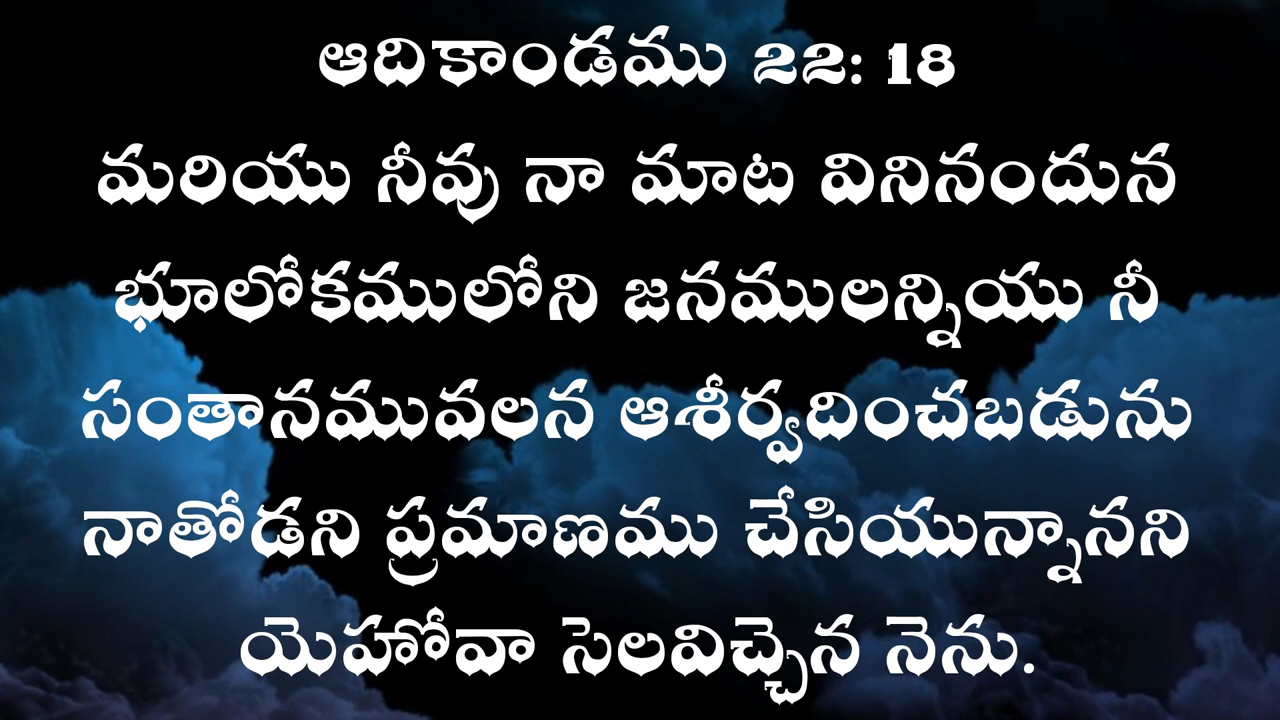 ఆదికాండము 22: 18
మరియు నీవు నా మాట వినినందున
భూలోకములోని జనములన్నియు నీ
సంతానమువలన ఆశీర్వదించబడును
నాతోడని ప్రమాణము చేసియున్నానని
యెహోవా సెలవిచ్చెన నెను.